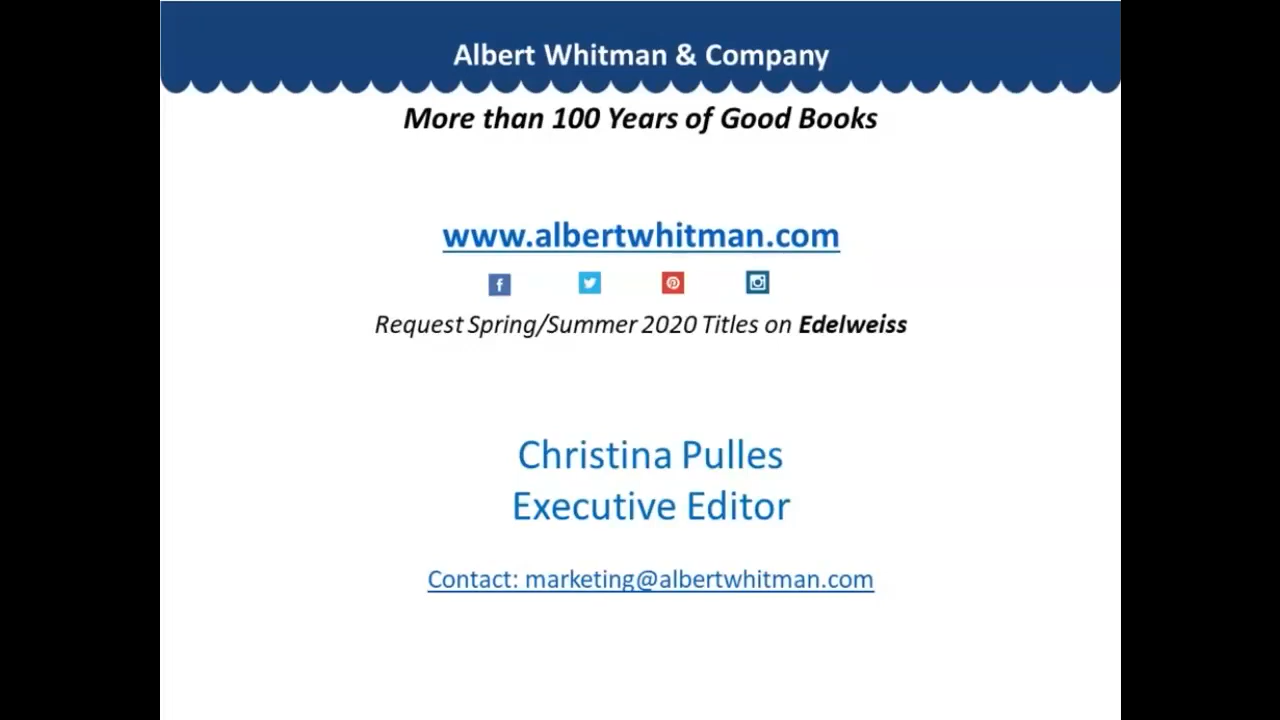 Albert Whitman & Company
More than 100 Years of Good Books
www.albertwhitman.com
Request Spring/Summer 2020 Titles on Edelweiss
Christina Pulles
Executive Editor
Contact: marketing@albertwhitman.com